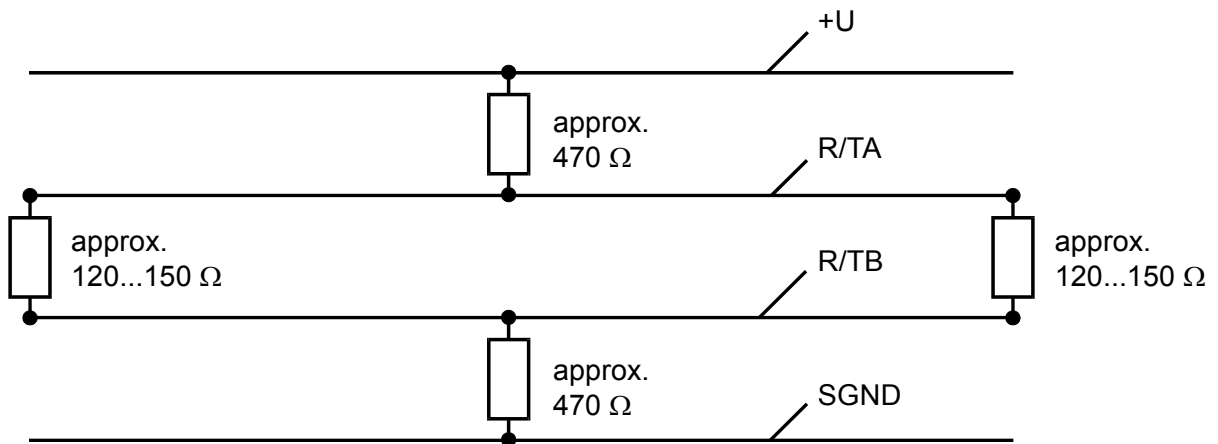 +U
approx.
470 Ω
R/TA
approx.
120...150 Ω
R/TB
approx.
120...150 Ω
approx.
470 Ω
SGND